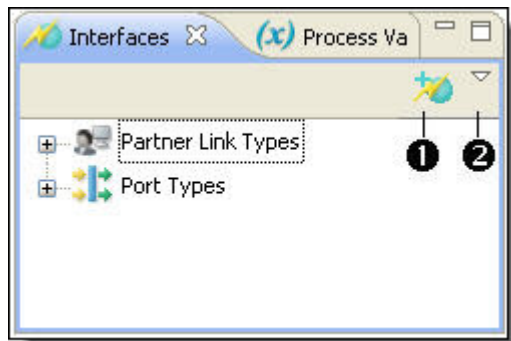 Interfaces (x) Process Va
Partner Link Types
Port Types
1 2